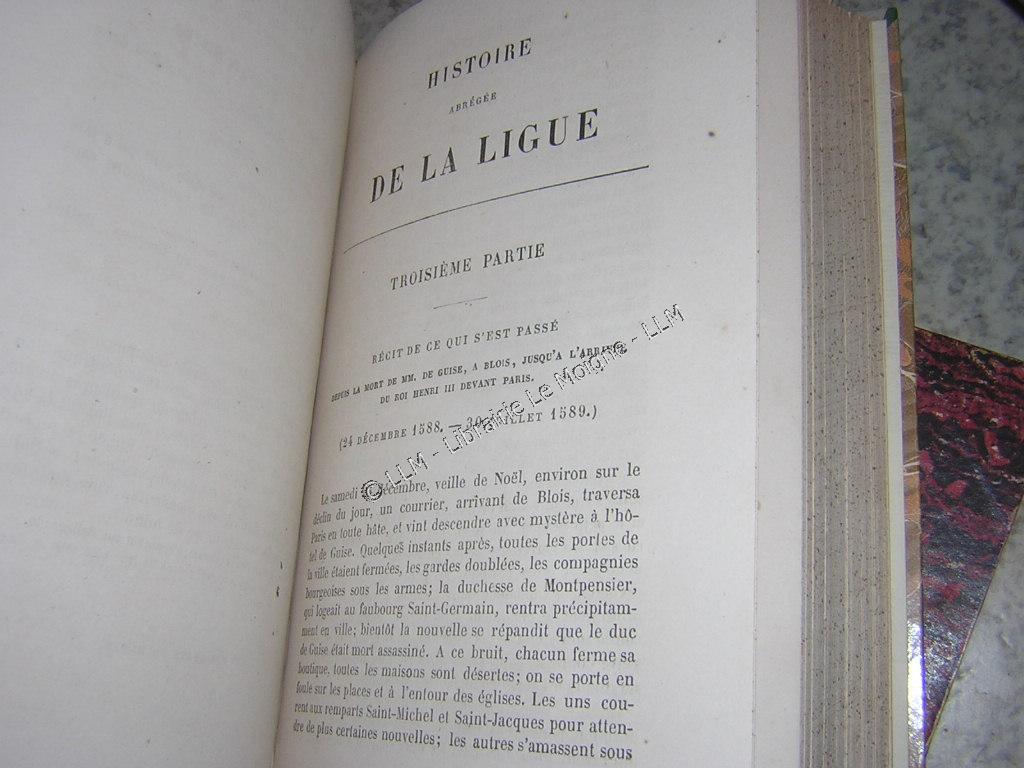 HISTOIRE
ABRÉGÉE
DE LA LIGUE
TROISIÈME PARTIE
RÉCIT DE CE QUI S'EST PASSÉ
DEPUIS LA MORT DE MM. DE GUISE, A BLOIS, JUSQU'A L'ARRIVÉE
DU ROI HENRI III DEVANT PARIS.
(24 DÉCEMBRE 1588. — 30 JUILLET 1589.)
© LLM - Librairie Le Moigne - LLM
Le samedi décembre, veille de Noël, environ sur le
déclin du jour, un courrier, arrivant de Blois, traversa
Paris en toute hâte, et vint descendre avec mystère à l'hô-
tel de Guise. Quelques instants après, toutes les portes de
la ville étaient fermées, les gardes doublées, les compagnies
bourgeoises sous les armes; la duchesse de Montpensier,
qui logeait au faubourg Saint-Germain, rentra précipitam-
ment en ville; bientôt la nouvelle se répandit que le duc
de Guise était mort assassiné. A ce bruit, chacun ferme sa
boutique, toutes les maisons sont désertes; on se porte en
foule sur les places et à l'entour des églises. Les uns cou-
rent aux remparts Saint-Michel et Saint-Jacques pour atten-
dre de plus certaines nouvelles; les autres s'amassent sous